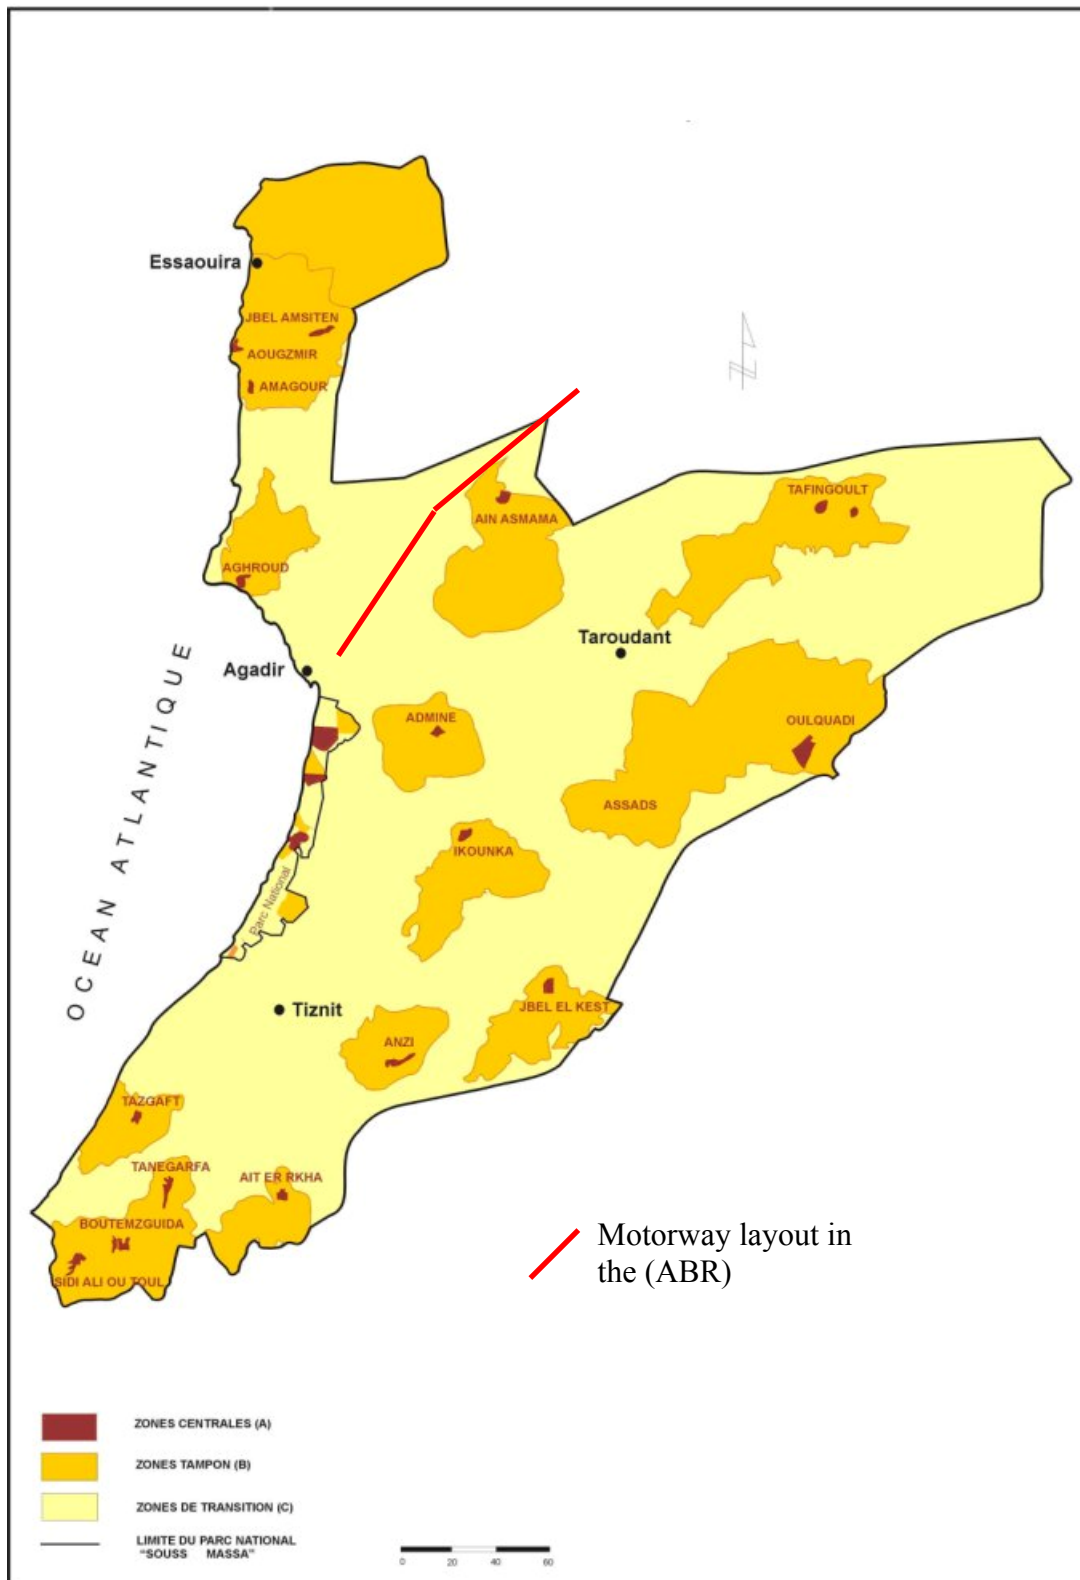 Essaouira
JBEL AMSITEN
AOUGZMIR
AMAGOUR
AGHROUD
AIN ASMAMA
TAFINGOULT
Taroudant
Agadir
ADMINE
OULQUADI
ASSADS
IKOUNKA
Parc National
OCEAN ATLANTIQUE
Tiznit
JBEL EL KEST
ANZI
TAZGAFT
TANEGARFA
AIT ER RKHA
BOUTEMZGUIDA
SIDI ALI OU TOUL
Motorway layout in
the (ABR)
ZONES CENTRALES (A)
ZONES TAMPON (B)
ZONES DE TRANSITION (C)
LIMITE DU PARC NATIONAL
"SOUSS MASSA"
0 20 40 60
N